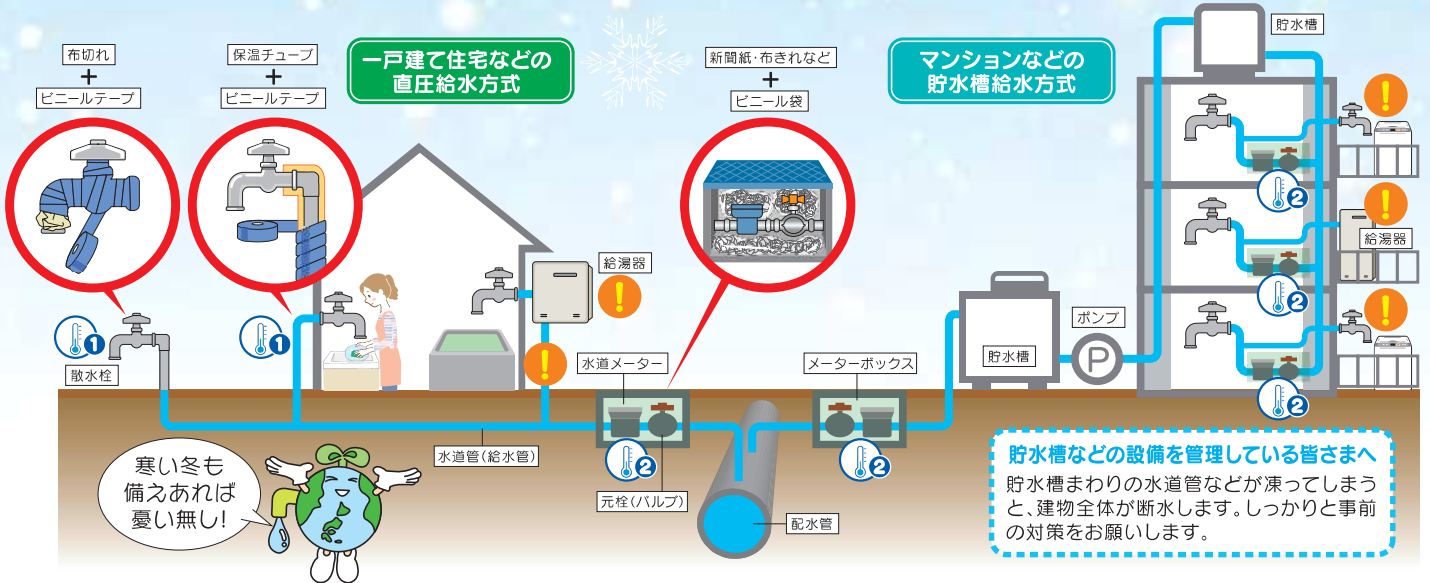 布切れ
+
ビニールテープ
保温チューブ
+
ビニールテープ
一戸建て住宅などの
直圧給水方式
新聞紙・布きれなど
+
ビニール袋
マンションなどの
貯水槽給水方式
貯水槽
!
2
!
給湯器
2
!
2
給湯器
!
!
1
散水栓
1
水道メーター
メーターボックス
貯水槽
ポンプ
P
水道管(給水管)
2
元栓(バルブ)
2
配水管
寒い冬も
備えあれば
憂い無し!
貯水槽などの設備を管理している皆さまへ
貯水槽まわりの水道管などが凍ってしまう
と、建物全体が断水します。しっかりと事前
の対策をお願いします。